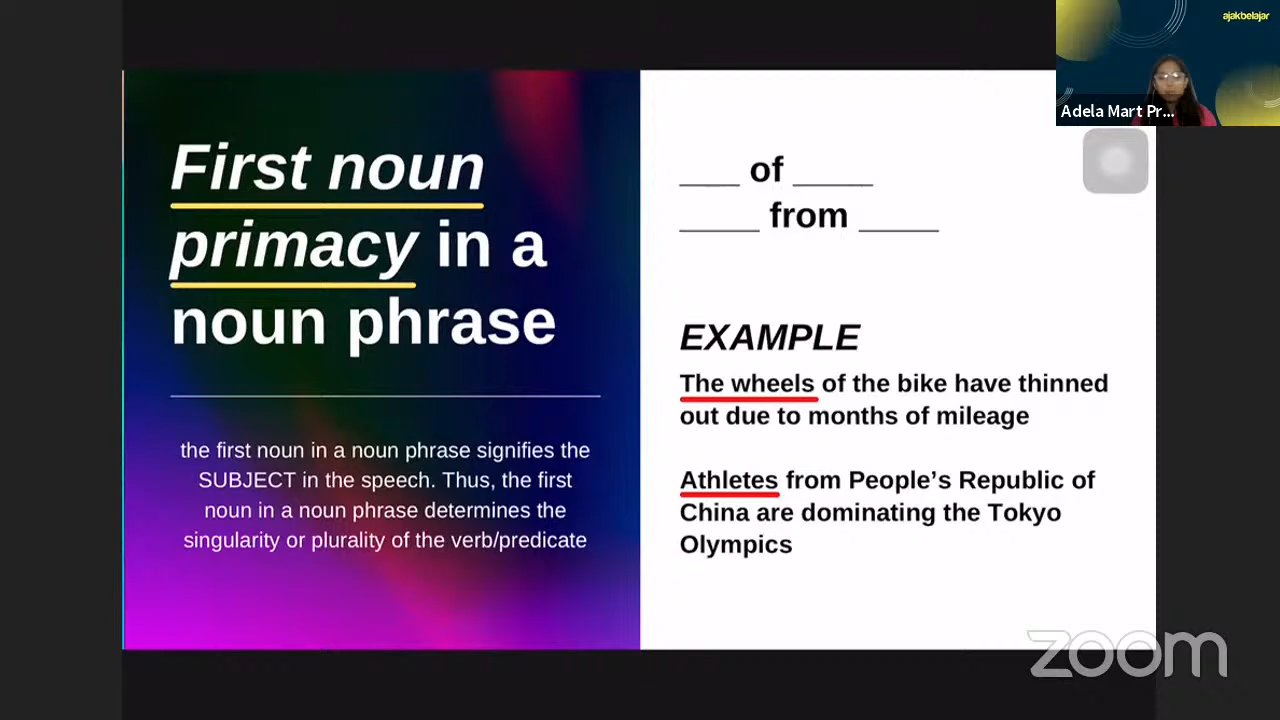 ajakbelajar
Adela Mart Pr...
First noun
primacy in a
noun phrase
the first noun in a noun phrase signifies the
SUBJECT in the speech. Thus, the first
noun in a noun phrase determines the
singularity or plurality of the verb/predicate
___ of ____
____ from ____
EXAMPLE
The wheels of the bike have thinned
out due to months of mileage
Athletes from People’s Republic of
China are dominating the Tokyo
Olympics
zoom